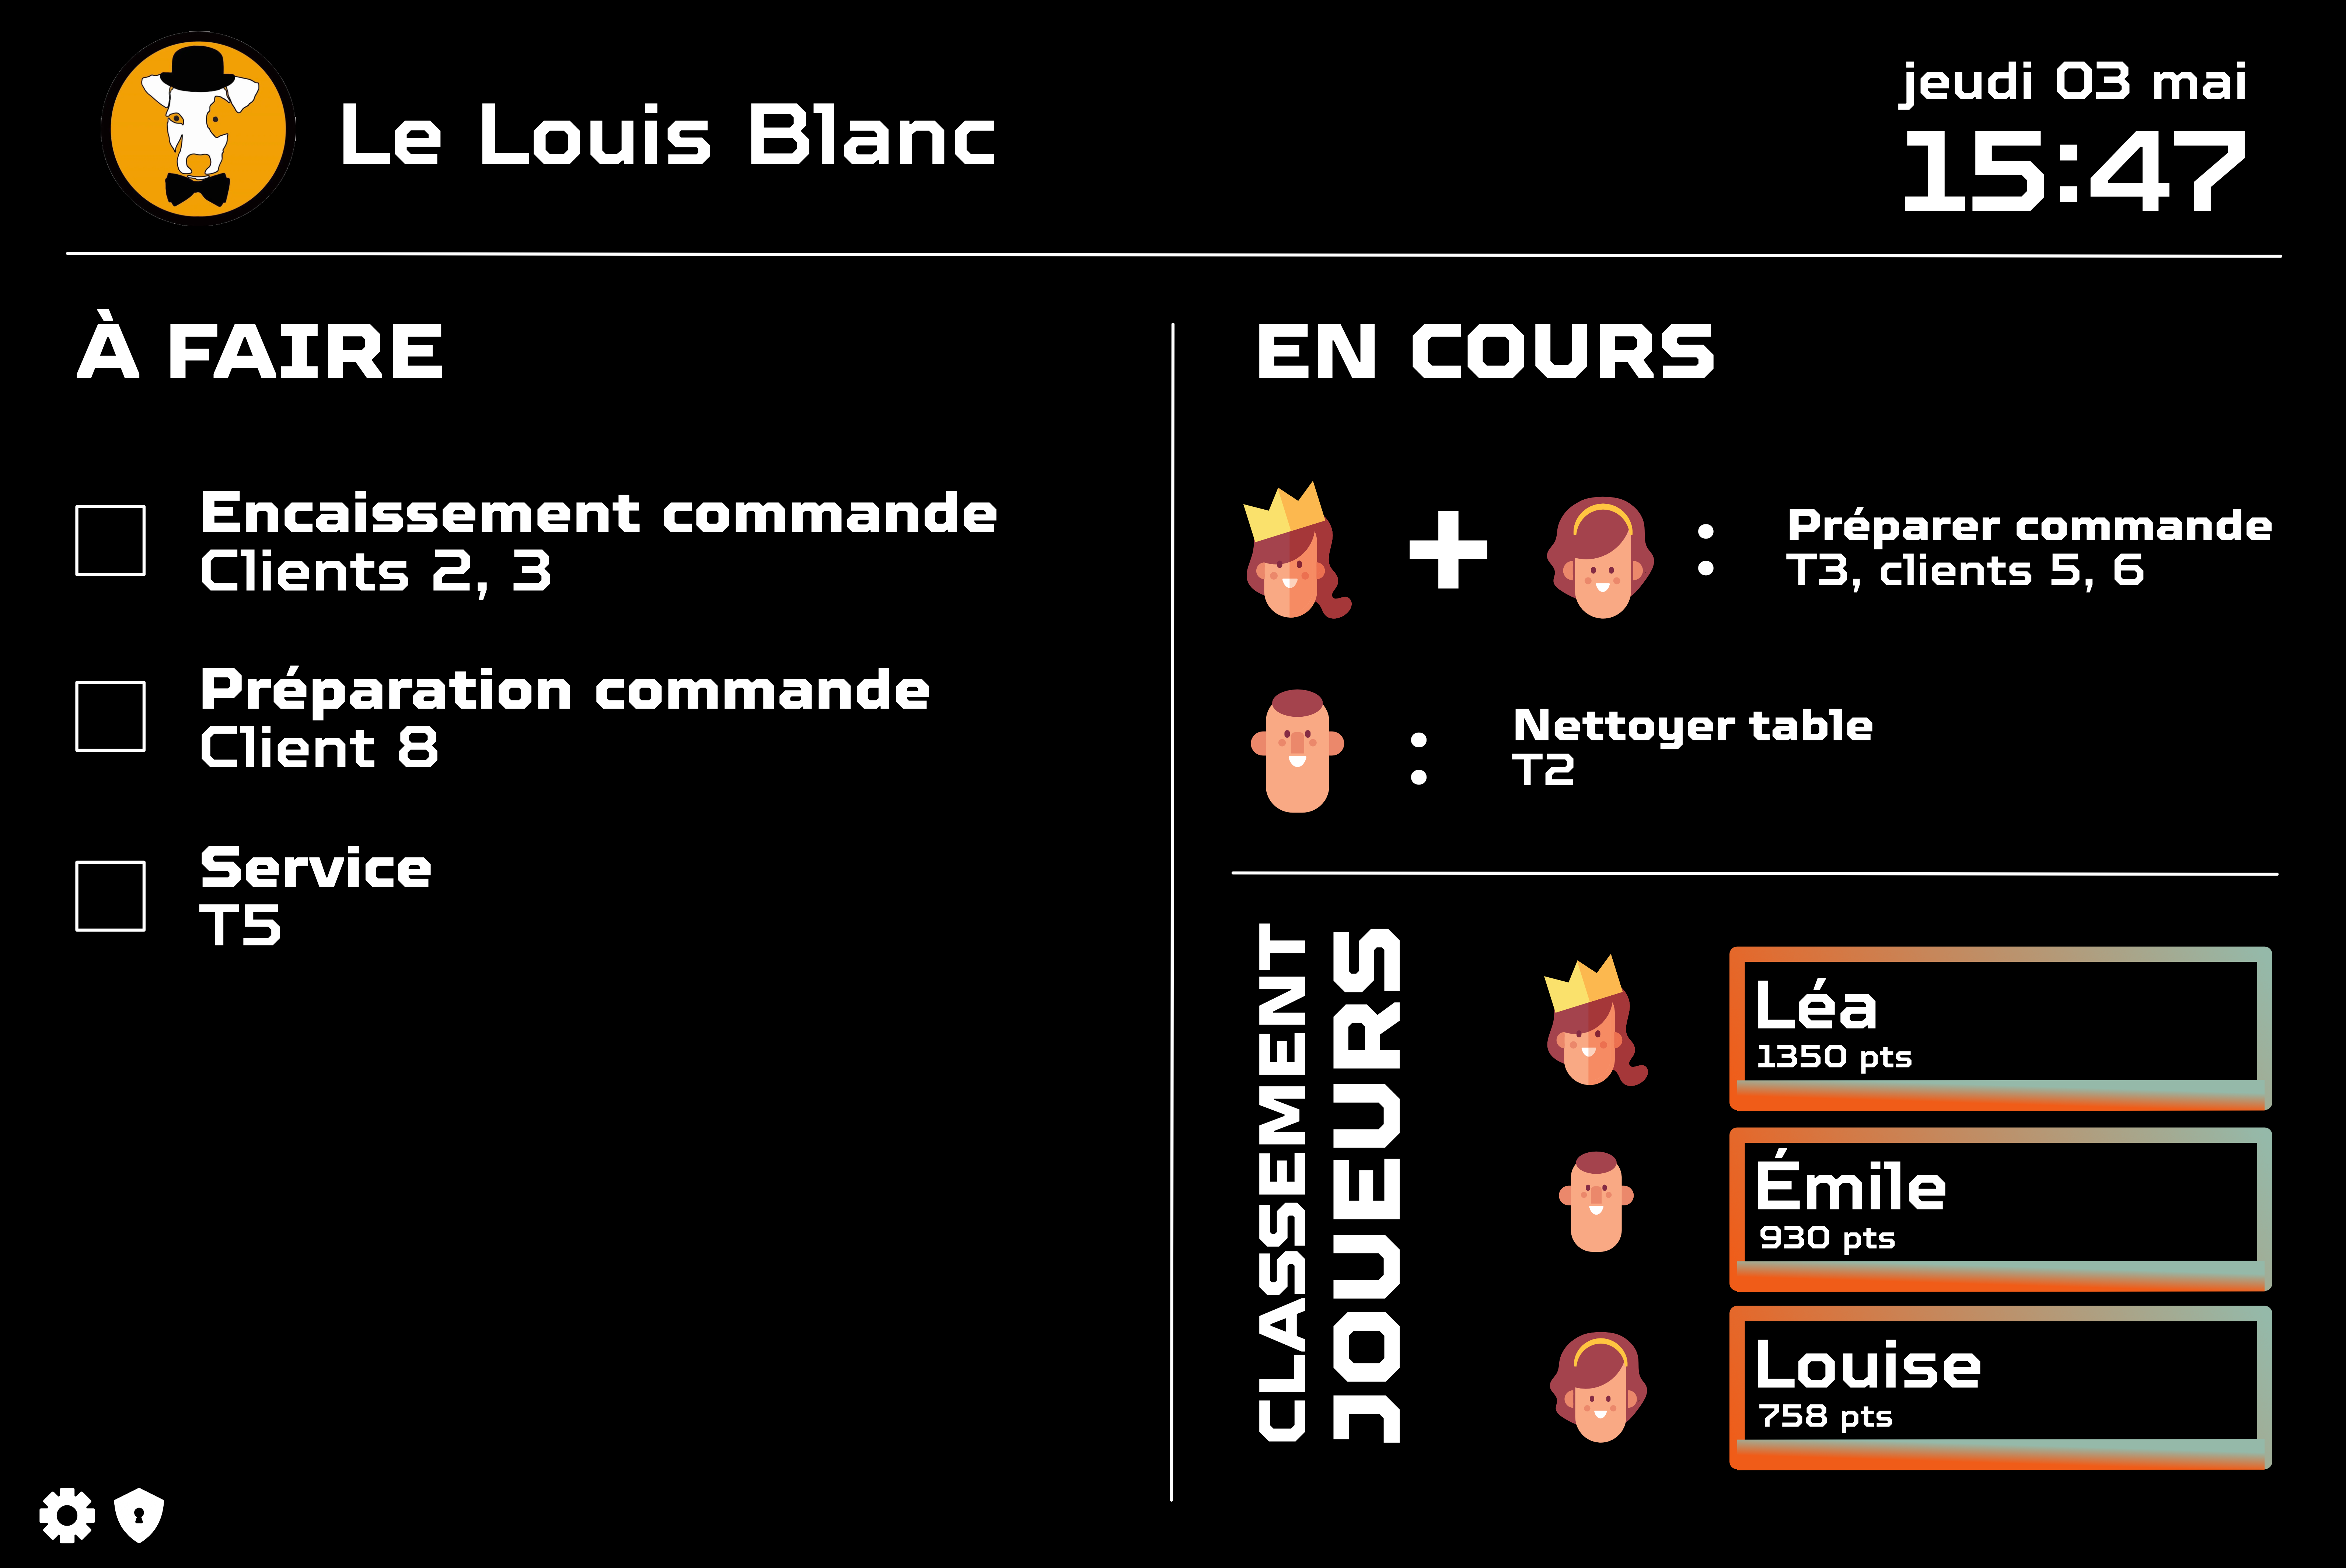 Le Louis Blanc
jeudi 03 mai
15:47
À FAIRE
Encaissement commande
Clients 2, 3
Préparation commande
Client 8
Service
T5
EN COURS
+
:
Préparer commande
T3, clients 5, 6
:
Nettoyer table
T2
CLASSEMENT
JOUEURS
Léa
1350 pts
Émile
930 pts
Louise
758 pts